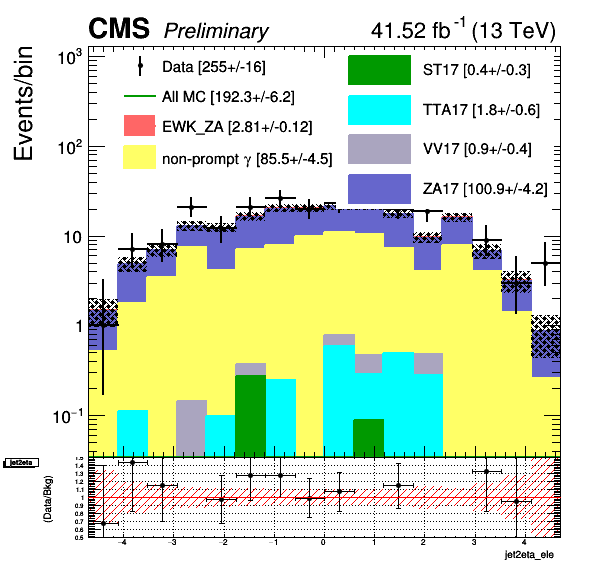 CMS Preliminary 41.52 fb⁻¹ (13 TeV)
Events/bin
10³
10²
10
1
10⁻¹
Data [255+/-16]
All MC [192.3+/-6.2]
EWK_ZA [2.81+/-0.12]
non-prompt γ [85.5+/-4.5]
ST17 [0.4+/-0.3]
TTA17 [1.8+/-0.6]
VV17 [0.9+/-0.4]
ZA17 [100.9+/-4.2]
jet2eta
(Data/Bkg)
1.5
1.4
1.3
1.2
1.1
1
0.9
0.8
0.7
0.6
0.5
−4 −3 −2 −1 0 1 2 3 4
jet2eta_ele